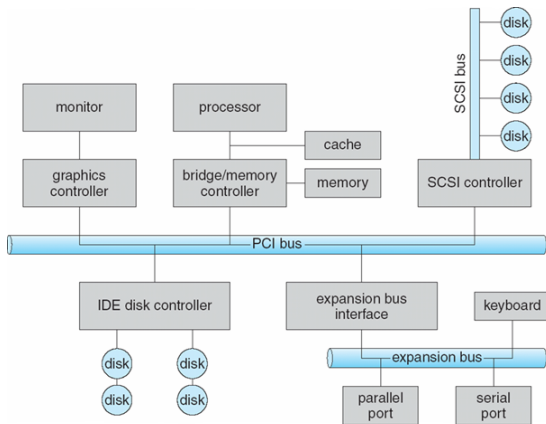 disk
disk
disk
disk
SCSI bus
monitor
processor
cache
graphics
controller
bridge/memory
controller
memory
SCSI controller
PCI bus
IDE disk controller
expansion bus
interface
keyboard
disk
disk
disk
disk
expansion bus
parallel
port
serial
port